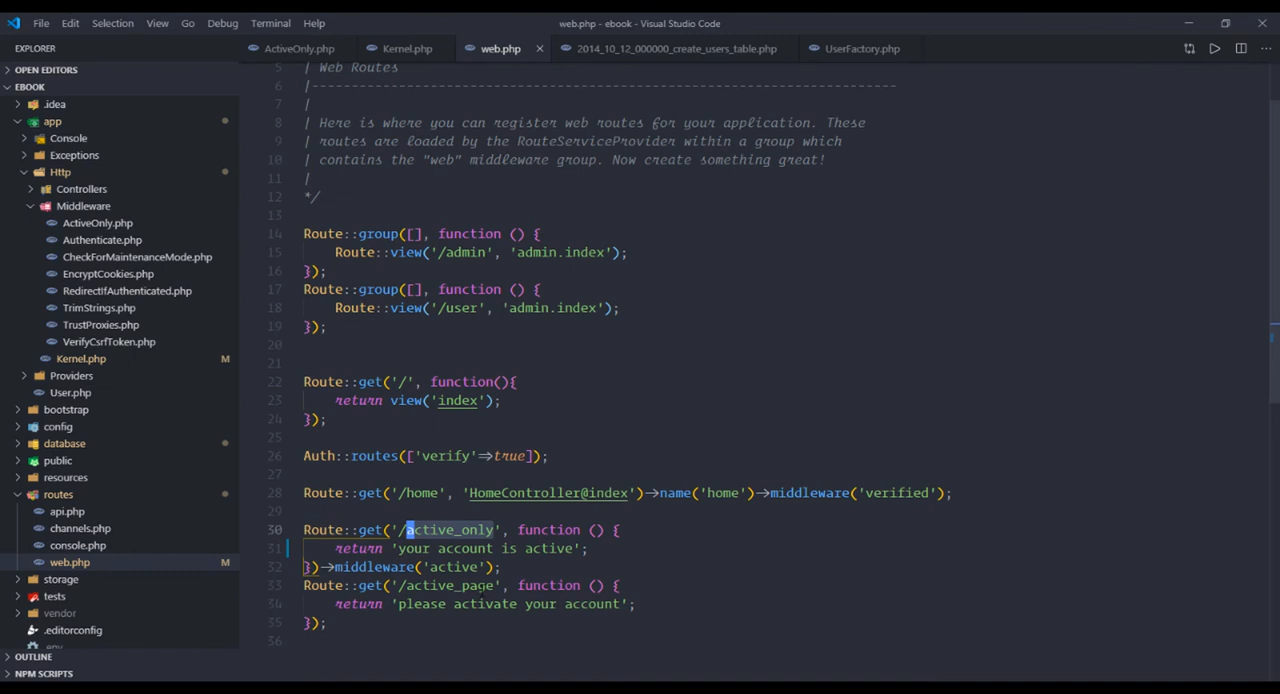 File Edit Selection View Go Debug Terminal Help
web.php - ebook - Visual Studio Code
EXPLORER
OPEN EDITORS
EBOOK
.idea
app
Console
Exceptions
Http
Controllers
Middleware
ActiveOnly.php
Authenticate.php
CheckForMaintenanceMode.php
EncryptCookies.php
RedirectIfAuthenticated.php
TrimStrings.php
TrustProxies.php
VerifyCsrfToken.php
Kernel.php M
Providers
User.php
bootstrap
config
database
public
resources
routes
api.php
channels.php
console.php
web.php M
storage
tests
vendor
.editorconfig
.env
OUTLINE
NPM SCRIPTS
ActiveOnly.php Kernel.php web.php 2014_10_12_000000_create_users_table.php UserFactory.php
5 | Web Routes
6 |--------------------------------------------------------------------------
7 |
8 | Here is where you can register web routes for your application. These
9 | routes are loaded by the RouteServiceProvider within a group which
10 | contains the "web" middleware group. Now create something great!
11 |
12 */
13
14 Route::group([], function () {
15 Route::view('/admin', 'admin.index');
16 });
17 Route::group([], function () {
18 Route::view('/user', 'admin.index');
19 });
20
21
22 Route::get('/', function(){
23 return view('index');
24 });
25
26 Auth::routes(['verify'=>true]);
27
28 Route::get('/home', 'HomeController@index')->name('home')->middleware('verified');
29
30 Route::get('/active_only', function () {
31 return 'your account is active';
32 })->middleware('active');
33 Route::get('/active_page', function () {
34 return 'please activate your account';
35 });
36